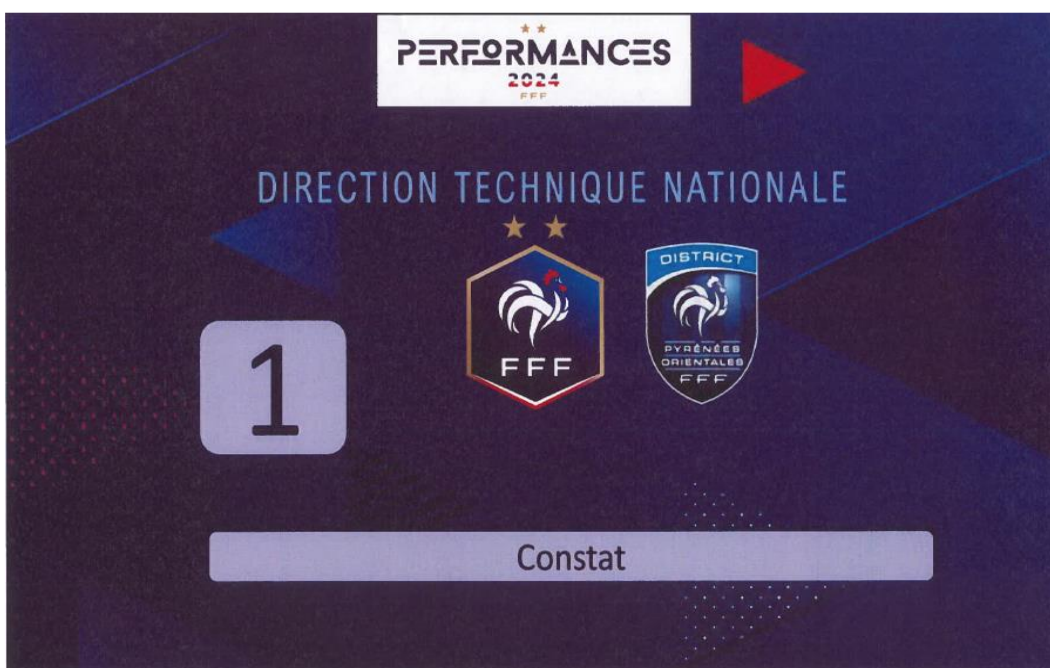 PERFORMANCES
2024
FFF
DIRECTION TECHNIQUE NATIONALE
FFF
DISTRICT
PYRÉNÉES
ORIENTALES
FFF
1
Constat